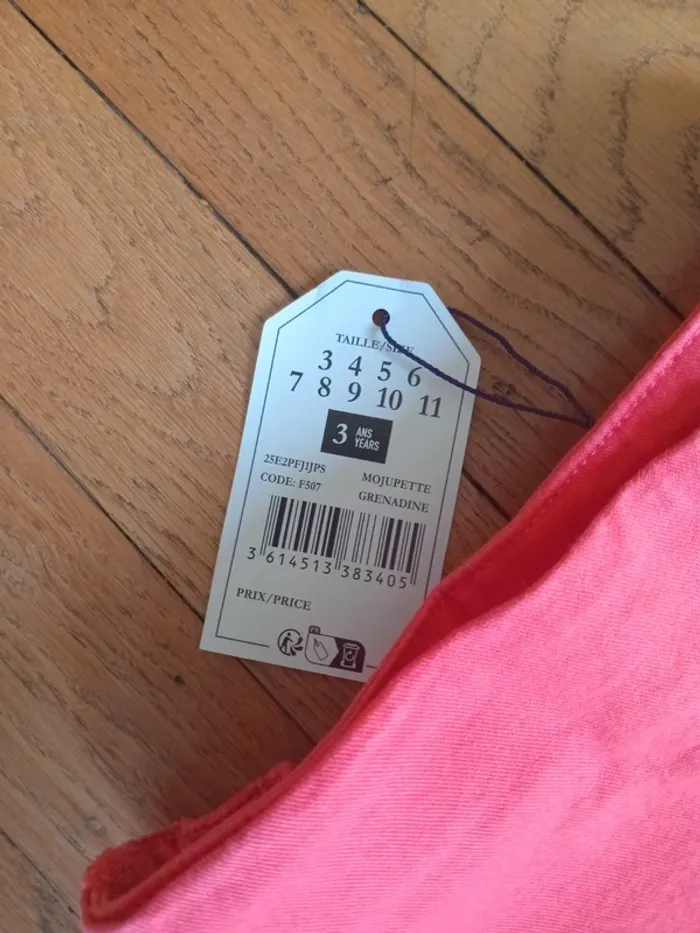 TAILLE/SIZE
3 4 5 6
7 8 9 10 11
3 ANS
YEARS
25E2PFJ1JPS MOJUPETTE
CODE: F507 GRENADINE
3 614513 383405
PRIX/PRICE